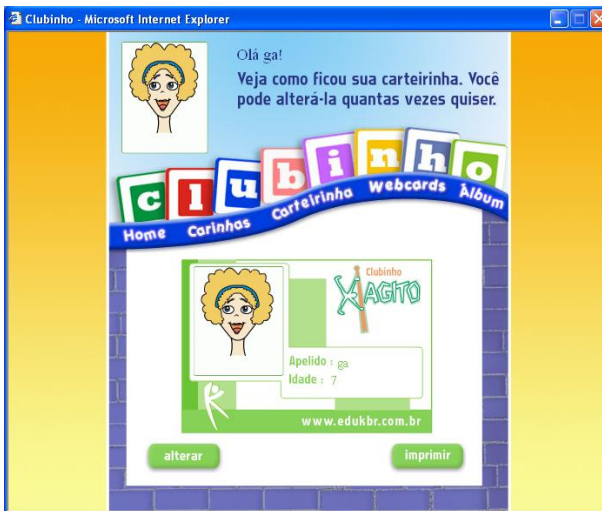 Clubinho - Microsoft Internet Explorer
Olá ga!
Veja como ficou sua carteirinha. Você
pode alterá-la quantas vezes quiser.
clubinho
Home Carinhas Carteirinha Webcards Álbum
Clubinho
XAGITO
Apelido : ga
Idade : 7
www.edukbr.com.br
alterar imprimir